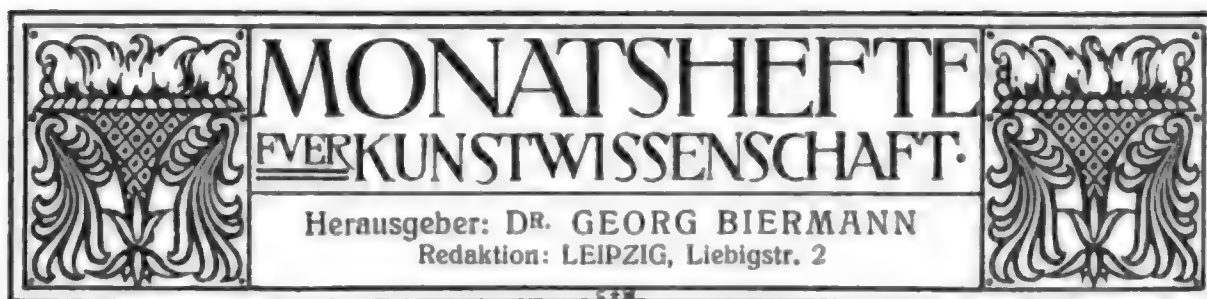 MONATSHEFTE
FVER KUNSTWISSENSCHAFT.
Herausgeber: DR. GEORG BIERMANN
Redaktion: LEIPZIG, Liebigstr. 2